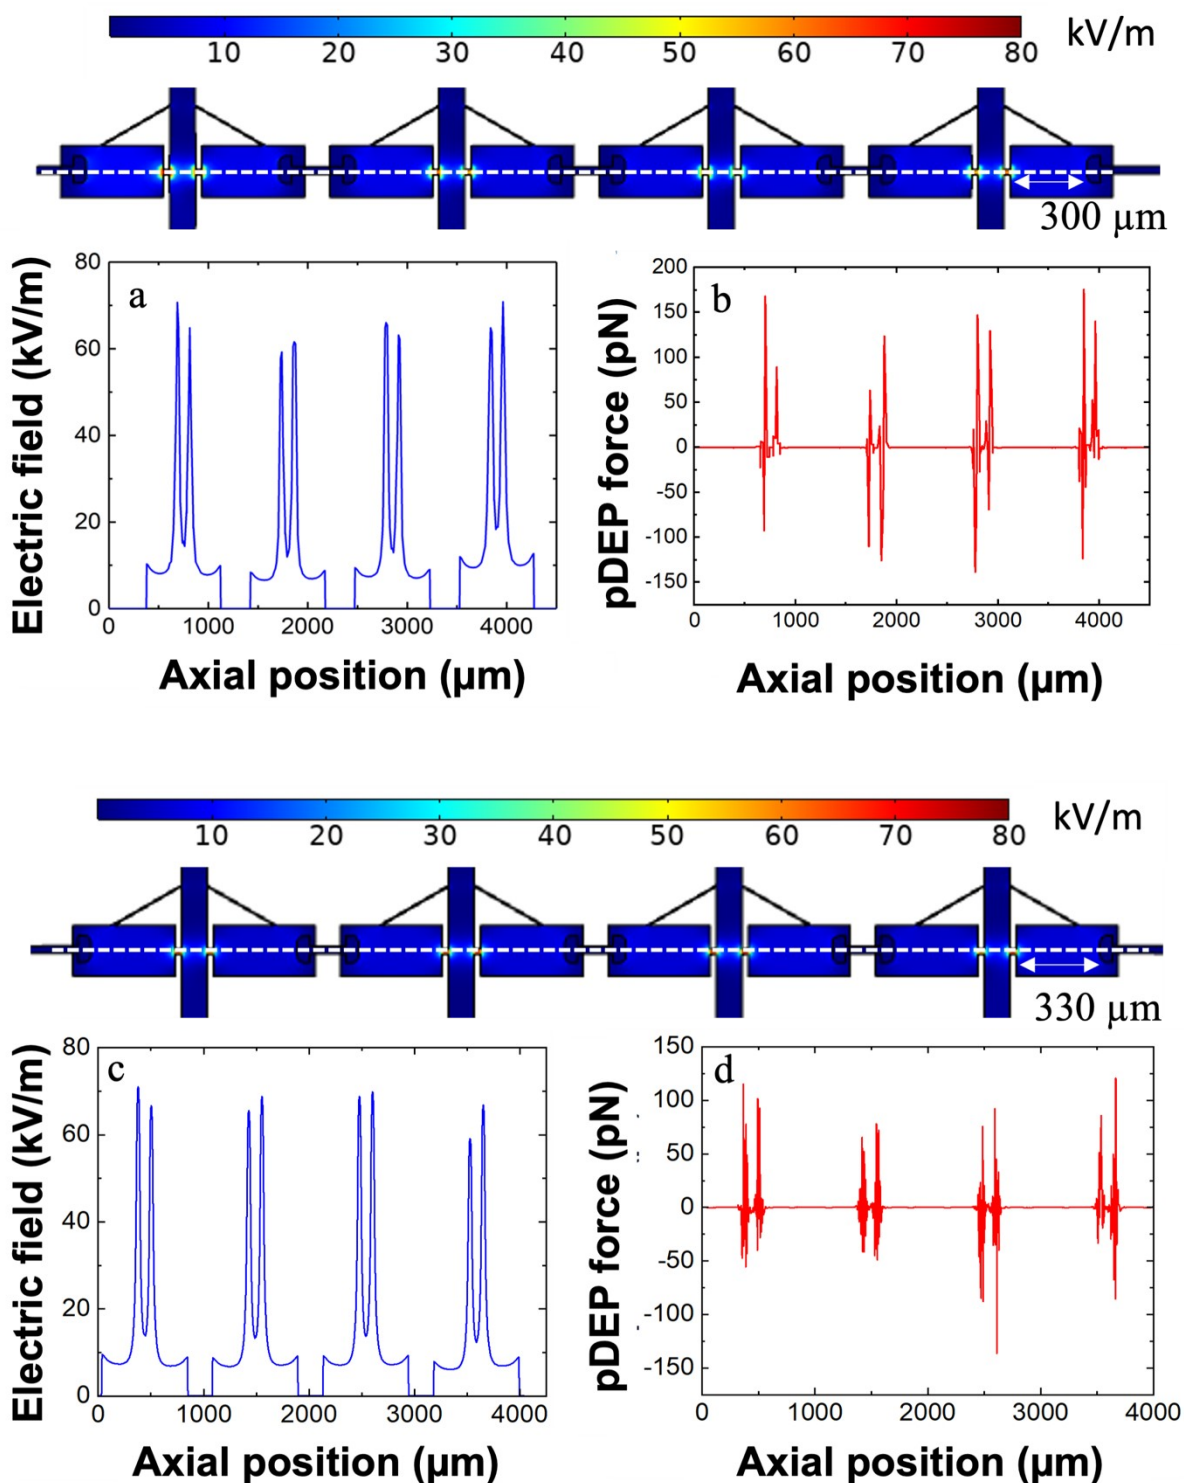 kV/m
10 20 30 40 50 60 70 80
300 µm
a
Electric field (kV/m)
80
60
40
20
0
0 1000 2000 3000 4000
Axial position (µm)
b
pDEP force (pN)
200
150
100
50
0
-50
-100
-150
0 1000 2000 3000 4000
Axial position (µm)
kV/m
10 20 30 40 50 60 70 80
330 µm
c
Electric field (kV/m)
80
60
40
20
0
0 1000 2000 3000 4000
Axial position (µm)
d
pDEP force (pN)
150
100
50
0
-50
-100
-150
0 1000 2000 3000 4000
Axial position (µm)